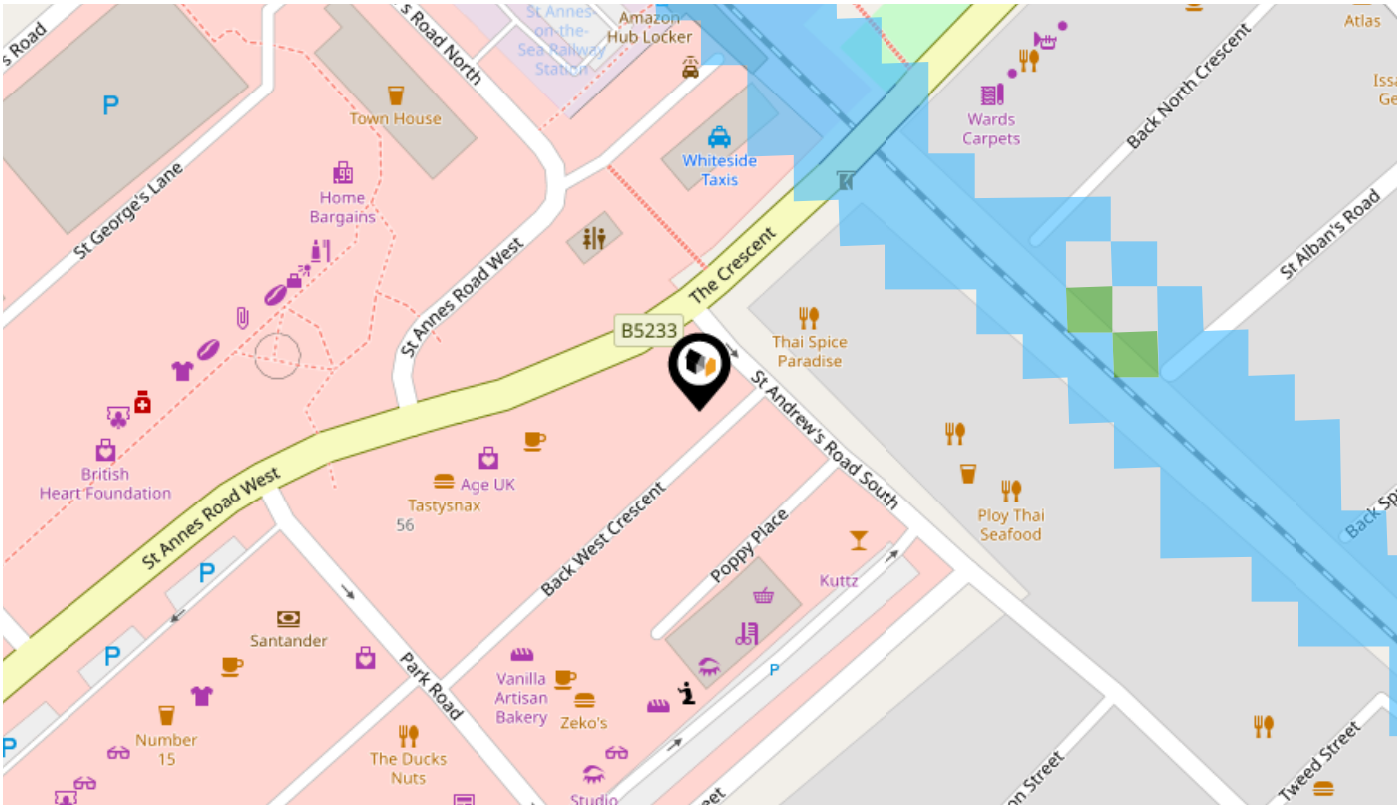 s Road
s Road North
St Annes-
on-the-
Sea Railway
Station
Amazon
Hub Locker
Atlas
P
Town House
Wards
Carpets
Back North Crescent
Whiteside
Taxis
Home
Bargains
St George's Lane
St Annes Road West
The Crescent
St Alban's Road
B5233
Thai Spice
Paradise
St Andrew's Road South
British
Heart Foundation
Age UK
Tastysnax
56
Ploy Thai
Seafood
St Annes Road West
Back West Crescent
Poppy Place
Kuttz
P
Santander
P
Park Road
Vanilla
Artisan
Bakery
Zeko's
P
Number
15
The Ducks
Nuts
P
Studio
Tweed Street